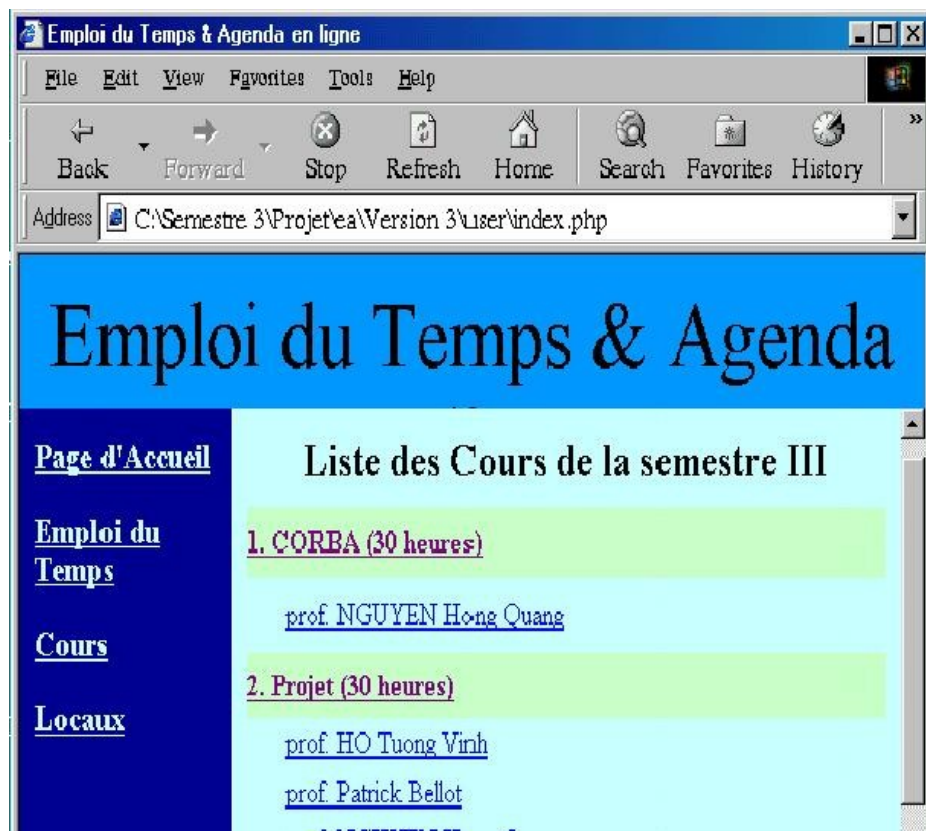 Emploi du Temps & Agenda en ligne
File Edit View Favorites Tools Help
Back Forward Stop Refresh Home Search Favorites History »
Address C:\Semestre 3\Projet\ea\Version 3\user\index.php
Emploi du Temps & Agenda
Page d'Accueil
Emploi du
Temps
Cours
Locaux
Liste des Cours de la semestre III
1. CORBA (30 heures)
prof. NGUYEN Hong Quang
2. Projet (30 heures)
prof. HO Tuong Vinh
prof. Patrick Bellot